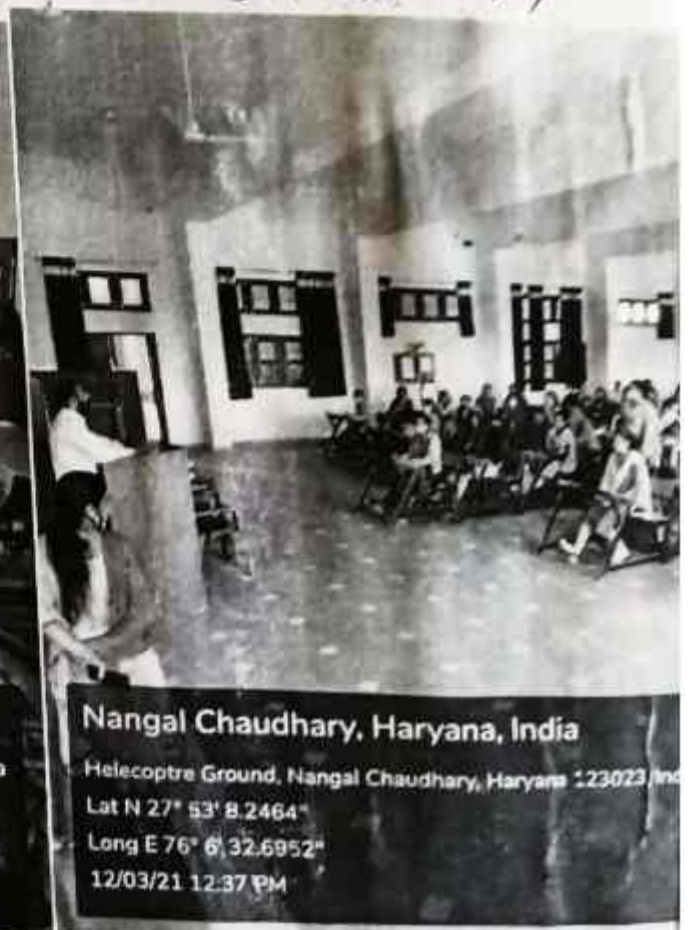 Nangal Chaudhary, Haryana, India
Helecoptre Ground, Nangal Chaudhary, Haryana 123023, Ind
Lat N 27° 53' 8.2464"
Long E 76° 6' 32.6952"
12/03/21 12:37 PM